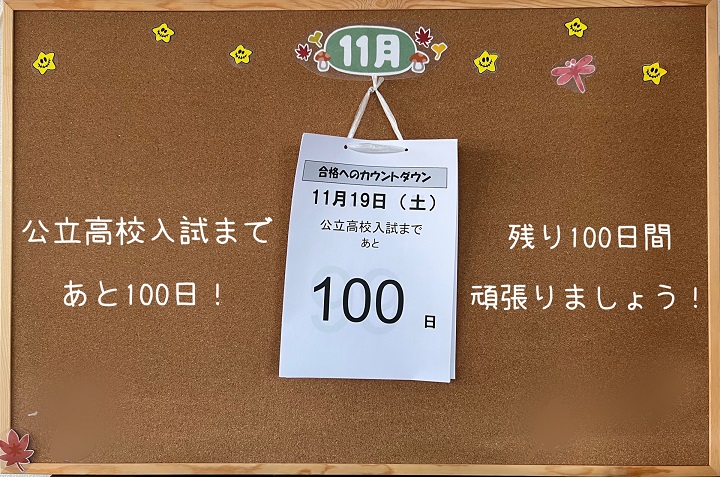 11月
合格へのカウントダウン
11月19日（土）
公立高校入試まで
あと
100
日
公立高校入試まで
あと100日！
残り100日間
頑張りましょう！